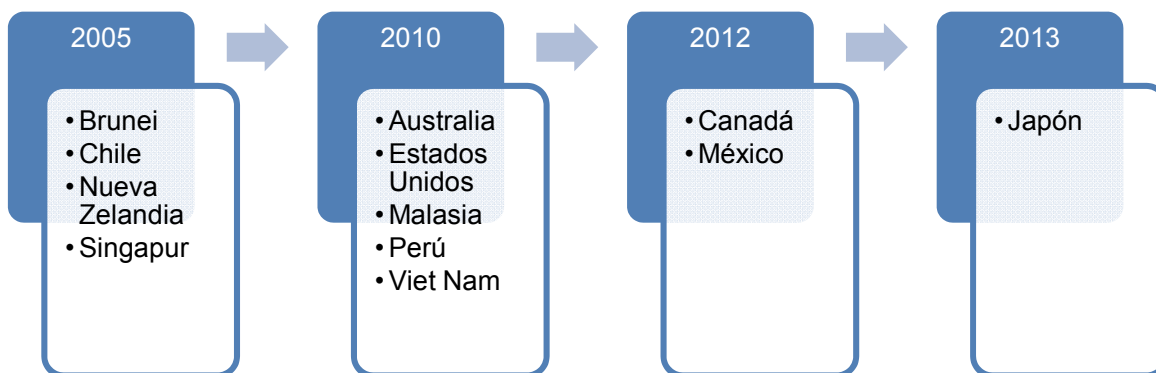 2005
• Brunei
• Chile
• Nueva
Zelandia
• Singapur
2010
• Australia
• Estados
Unidos
• Malasia
• Perú
• Viet Nam
2012
• Canadá
• México
2013
• Japón